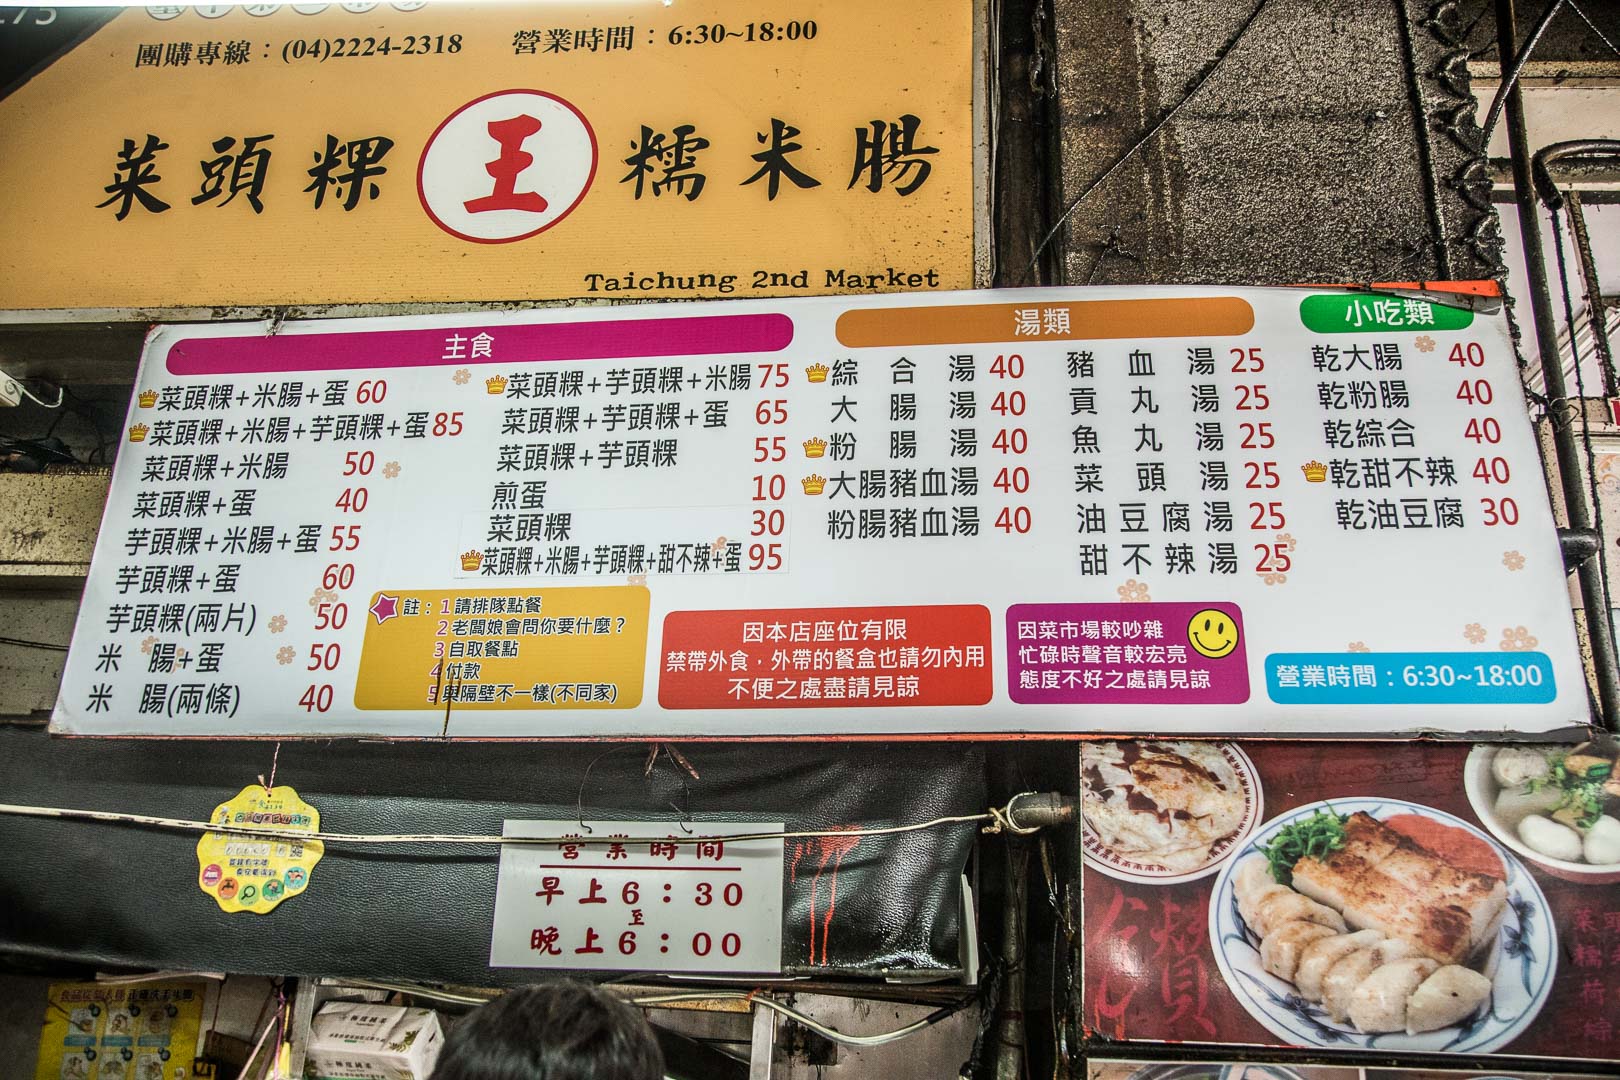 團購專線：(04)2224-2318 營業時間：6:30~18:00
菜頭粿 王 糯米腸
Taichung 2nd Market
主食
菜頭粿+米腸+蛋 60
菜頭粿+米腸+芋頭粿+蛋 85
菜頭粿+米腸 50
菜頭粿+蛋 40
芋頭粿+米腸+蛋 55
芋頭粿+蛋 60
芋頭粿(兩片) 50
米 腸+蛋 50
米 腸(兩條) 40
菜頭粿+芋頭粿+米腸 75
菜頭粿+芋頭粿+蛋 65
菜頭粿+芋頭粿 55
煎蛋 10
菜頭粿 30
菜頭粿+米腸+芋頭粿+甜不辣+蛋 95
湯類
綜合湯 40
大腸湯 40
粉腸湯 40
大腸豬血湯 40
粉腸豬血湯 40
豬血湯 25
貢丸湯 25
魚丸湯 25
菜頭湯 25
油豆腐湯 25
甜不辣湯 25
小吃類
乾大腸 40
乾粉腸 40
乾綜合 40
乾甜不辣 40
乾油豆腐 30
註：1請排隊點餐
2老闆娘會問你要什麼？
3自取餐點
4付款
5與隔壁不一樣(不同家)
因本店座位有限
禁帶外食，外帶的餐盒也請勿內用
不便之處盡請見諒
因菜市場較吵雜
忙碌時聲音較宏亮
態度不好之處請見諒
營業時間：6:30~18:00
營業時間
早上6：30
至
晚上6：00